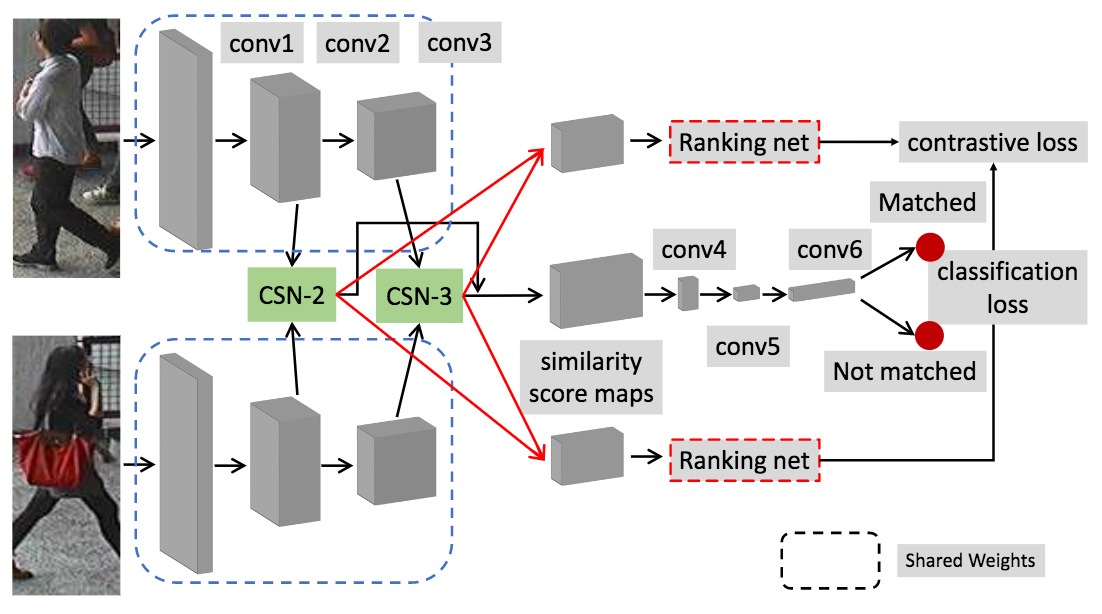 conv1
conv2
conv3
Ranking net
contrastive loss
Matched
conv4
conv6
CSN-2
CSN-3
classification
loss
conv5
similarity
score maps
Not matched
Ranking net
Shared Weights